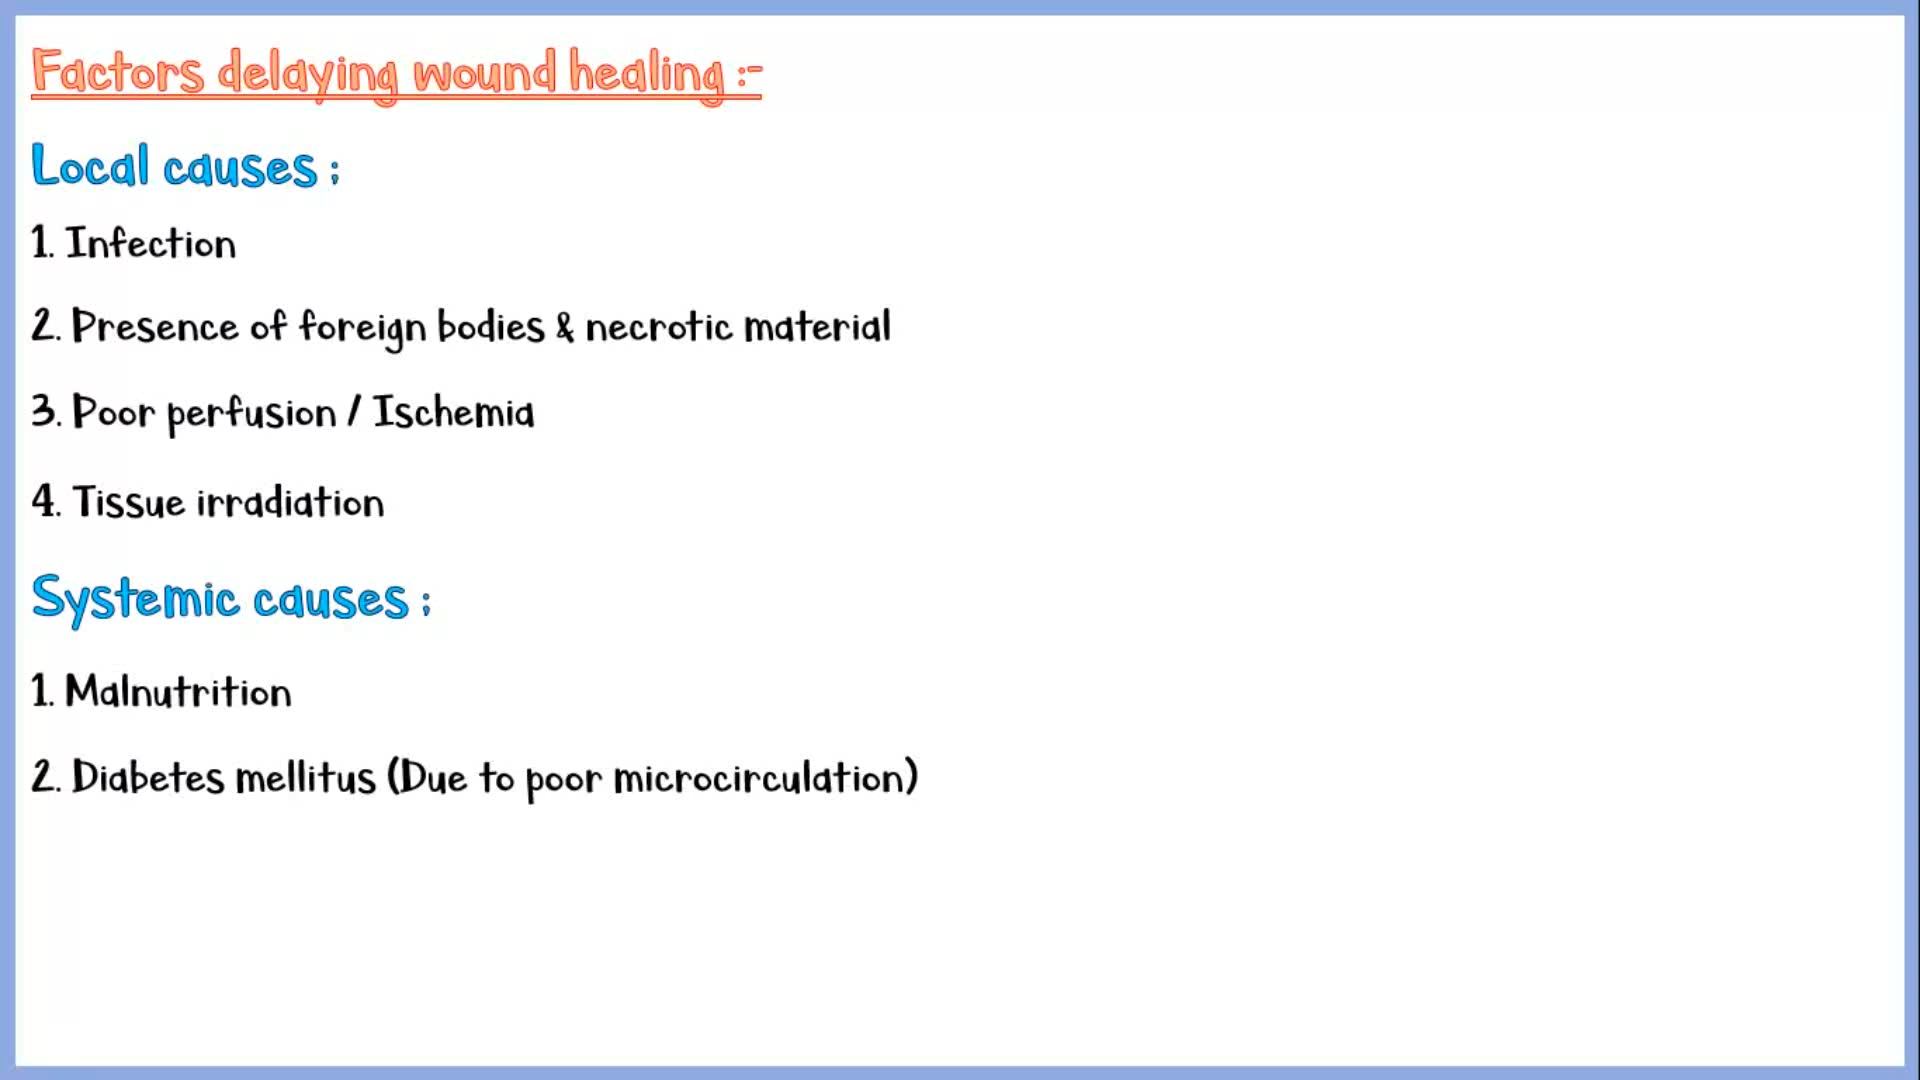 Factors delaying wound healing :-
Local causes ;
1. Infection
2. Presence of foreign bodies & necrotic material
3. Poor perfusion / Ischemia
4. Tissue irradiation
Systemic causes ;
1. Malnutrition
2. Diabetes mellitus (Due to poor microcirculation)